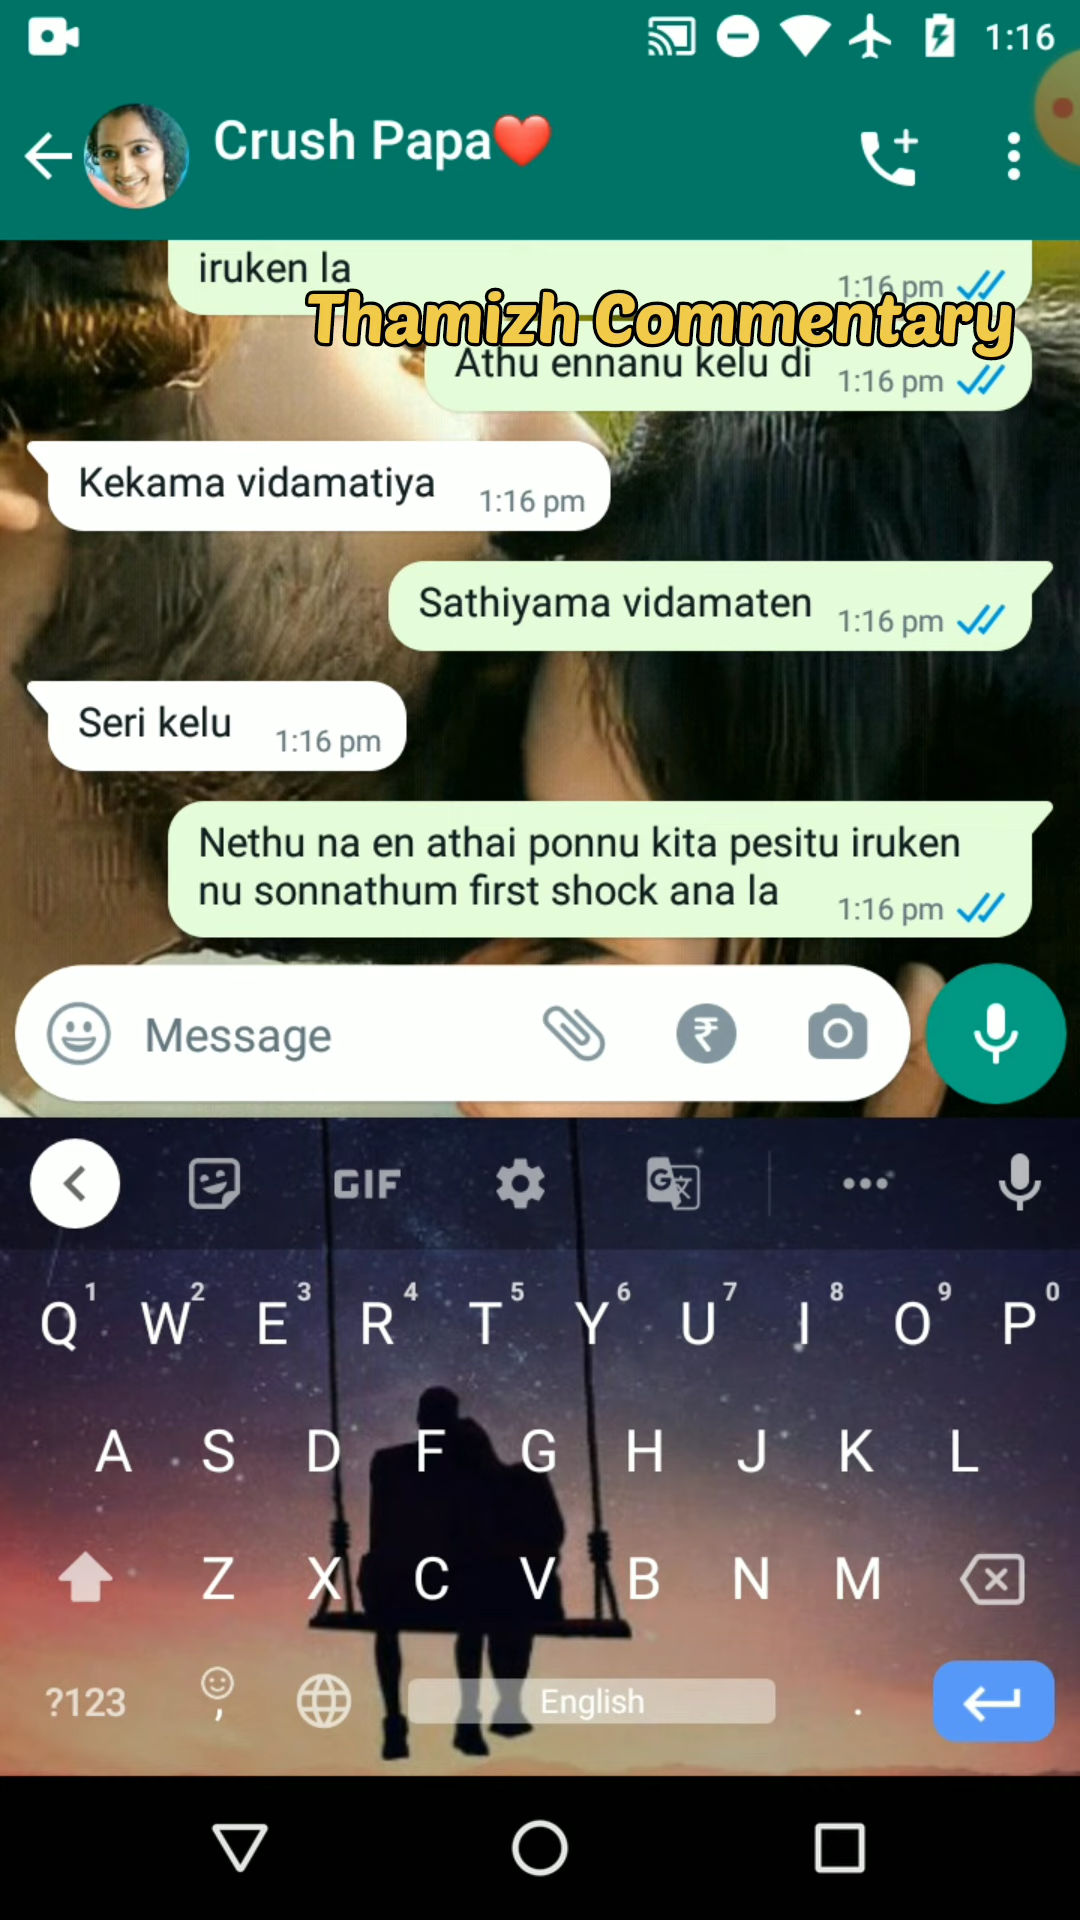 1:16
Crush Papa❤️
iruken la
1:16 pm
Thamizh Commentary
Athu ennanu kelu di
1:16 pm
Kekama vidamatiya
1:16 pm
Sathiyama vidamaten
1:16 pm
Seri kelu
1:16 pm
Nethu na en athai ponnu kita pesitu iruken
nu sonnathum first shock ana la
1:16 pm
Message
₹
GIF
G文
1 2 3 4 5 6 7 8 9 0
Q W E R T Y U I O P
A S D F G H J K L
Z X C V B N M
?123 , English .